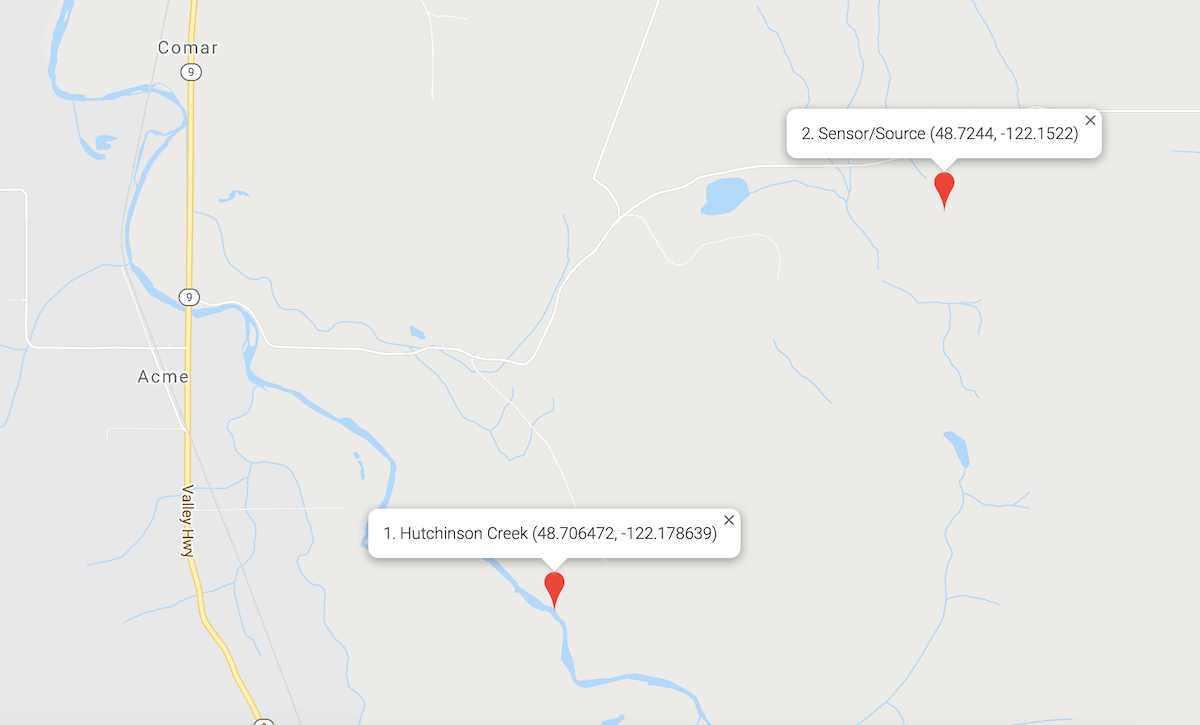 Comar
9
2. Sensor/Source (48.7244, -122.1522)
9
Acme
Valley Hwy
1. Hutchinson Creek (48.706472, -122.178639)